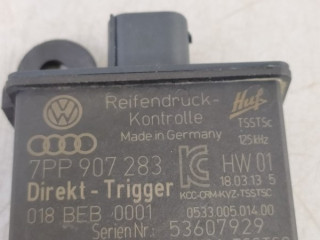 Reifendruck-
Kontrolle
Made in Germany
Huf
TSSTSc
125kHz
7PP 907 283
HW 01
18.03.13 5
Direkt - Trigger
KCC-CRM-KVZ-TSSTSC
018 BEB 0001
0533.005.014.00
Serien Nr: 53607929